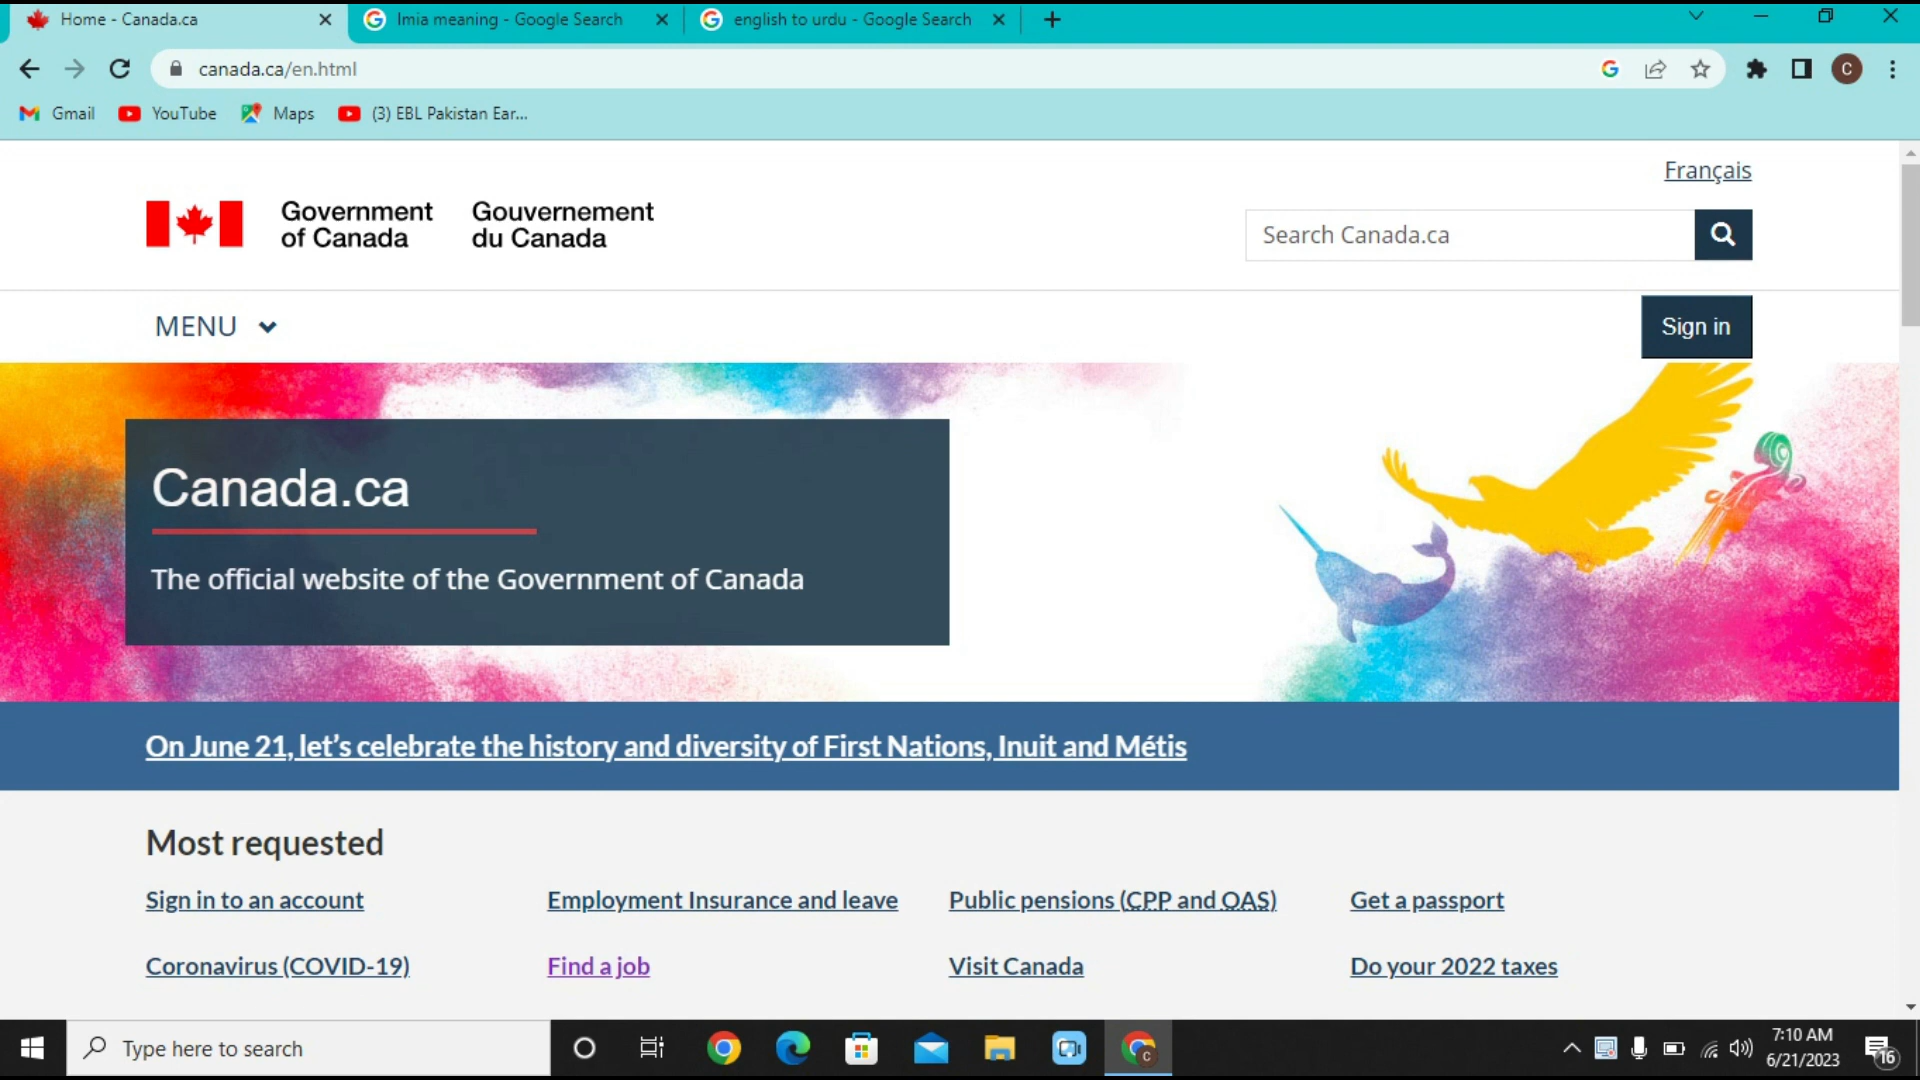 Home - Canada.ca
lmia meaning - Google Search
english to urdu - Google Search
canada.ca/en.html
Gmail
YouTube
Maps
(3) EBL Pakistan Ear...
Français
Government of Canada
Gouvernement du Canada
Search Canada.ca
MENU
Sign in
Canada.ca
The official website of the Government of Canada
On June 21, let's celebrate the history and diversity of First Nations, Inuit and Métis
Most requested
Sign in to an account
Employment Insurance and leave
Public pensions (CPP and OAS)
Get a passport
Coronavirus (COVID-19)
Find a job
Visit Canada
Do your 2022 taxes
Type here to search
C
C
7:10 AM
6/21/2023
16